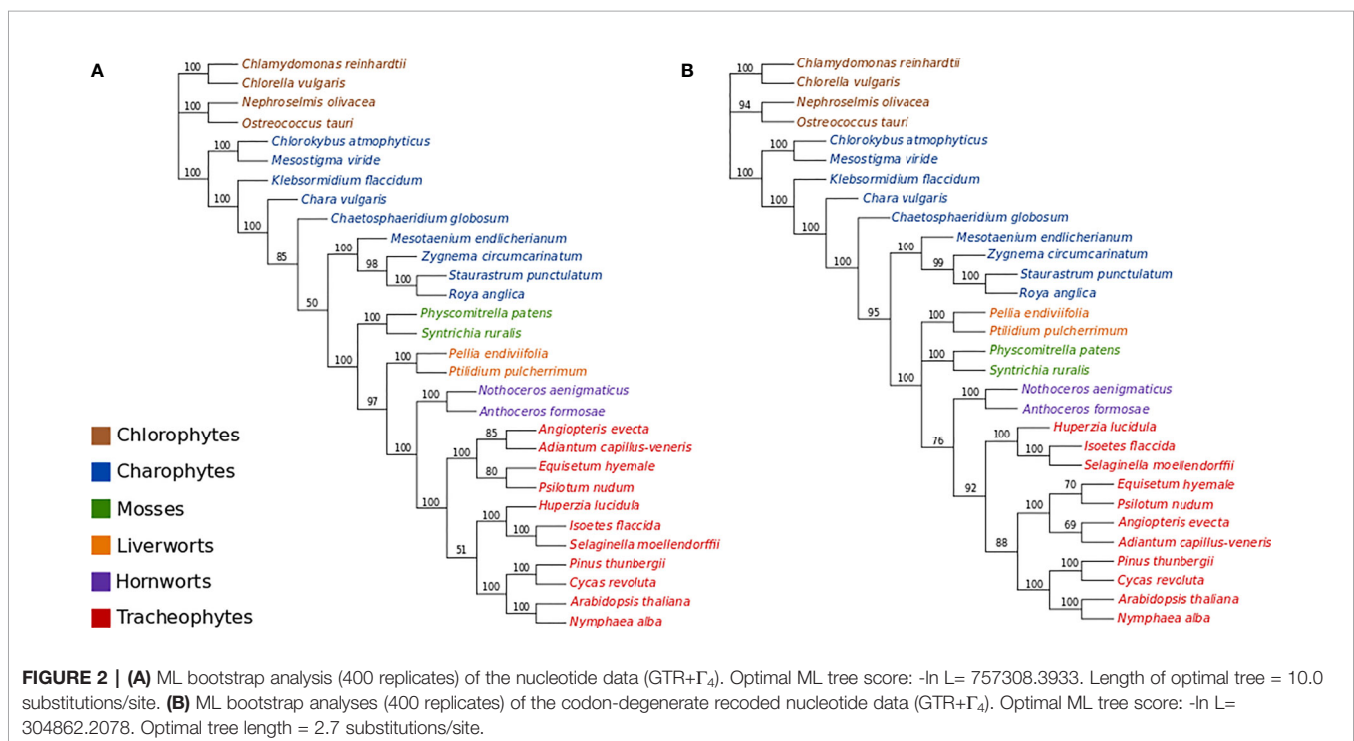 A
100
Chlamydomonas reinhardtii
Chlorella vulgaris
100
Nephroselmis olivacea
Ostreococcus tauri
100
Chlorokybus atmophyticus
100
Mesostigma viride
100
Klebsormidium flaccidum
Chara vulgaris
100
Chaetosphaeridium globosum
85
100
Mesotaenium endlicherianum
98
Zygnema circumcarinatum
100
Staurastrum punctulatum
Roya anglica
50
100
Physcomitrella patens
Syntrichia ruralis
100
100
Pellia endiviifolia
Ptilidium pulcherrimum
97
100
Nothoceros aenigmaticus
Anthoceros formosae
100
85
Angiopteris evecta
Adiantum capillus-veneris
100
80
Equisetum hyemale
Psilotum nudum
100
100
Huperzia lucidula
100
Isoetes flaccida
Selaginella moellendorffii
51
100
Pinus thunbergii
Cycas revoluta
100
100
Arabidopsis thaliana
Nymphaea alba
Chlorophytes
Charophytes
Mosses
Liverworts
Hornworts
Tracheophytes
B
100
Chlamydomonas reinhardtii
Chlorella vulgaris
94
Nephroselmis olivacea
Ostreococcus tauri
100
Chlorokybus atmophyticus
Mesostigma viride
100
100
Klebsormidium flaccidum
Chara vulgaris
100
Chaetosphaeridium globosum
100
100
Mesotaenium endlicherianum
99
Zygnema circumcarinatum
100
Staurastrum punctulatum
Roya anglica
95
100
Pellia endiviifolia
Ptilidium pulcherrimum
100
Physcomitrella patens
Syntrichia ruralis
100
100
Nothoceros aenigmaticus
Anthoceros formosae
76
100
Huperzia lucidula
100
Isoetes flaccida
Selaginella moellendorffii
92
70
Equisetum hyemale
Psilotum nudum
100
69
Angiopteris evecta
Adiantum capillus-veneris
88
100
Pinus thunbergii
Cycas revoluta
100
100
Arabidopsis thaliana
Nymphaea alba
FIGURE 2 | (A) ML bootstrap analysis (400 replicates) of the nucleotide data (GTR+Γ₄). Optimal ML tree score: -ln L= 757308.3933. Length of optimal tree = 10.0
substitutions/site. (B) ML bootstrap analyses (400 replicates) of the codon-degenerate recoded nucleotide data (GTR+Γ₄). Optimal ML tree score: -ln L=
304862.2078. Optimal tree length = 2.7 substitutions/site.